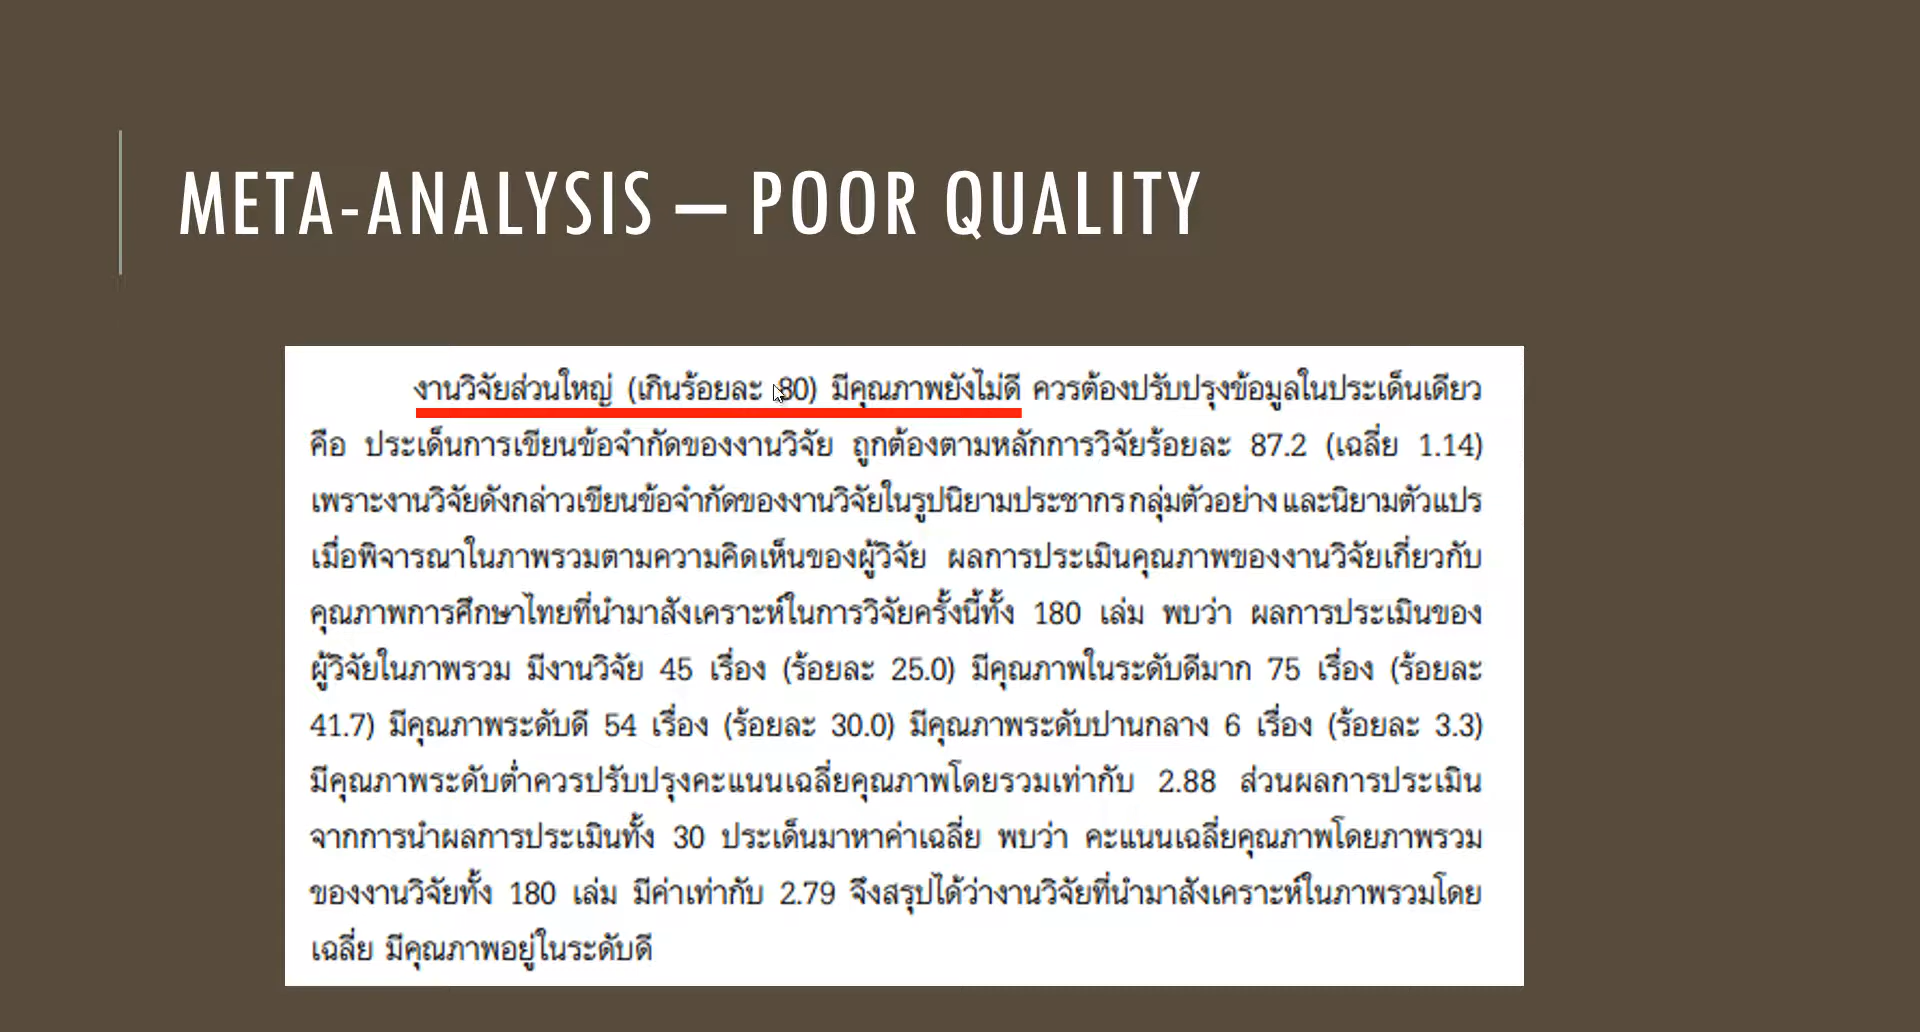 META-ANALYSIS – POOR QUALITY
งานวิจัยส่วนใหญ่ (เกินร้อยละ 80) มีคุณภาพยังไม่ดี ควรต้องปรับปรุงข้อมูลในประเด็นเดียว
คือ ประเด็นการเขียนข้อจำกัดของงานวิจัย ถูกต้องตามหลักการวิจัยร้อยละ 87.2 (เฉลี่ย 1.14)
เพราะงานวิจัยดังกล่าวเขียนข้อจำกัดของงานวิจัยในรูปนิยามประชากร กลุ่มตัวอย่าง และนิยามตัวแปร
เมื่อพิจารณาในภาพรวมตามความคิดเห็นของผู้วิจัย ผลการประเมินคุณภาพของงานวิจัยเกี่ยวกับ
คุณภาพการศึกษาไทยที่นำมาสังเคราะห์ในการวิจัยครั้งนี้ทั้ง 180 เล่ม พบว่า ผลการประเมินของ
ผู้วิจัยในภาพรวม มีงานวิจัย 45 เรื่อง (ร้อยละ 25.0) มีคุณภาพในระดับดีมาก 75 เรื่อง (ร้อยละ
41.7) มีคุณภาพระดับดี 54 เรื่อง (ร้อยละ 30.0) มีคุณภาพระดับปานกลาง 6 เรื่อง (ร้อยละ 3.3)
มีคุณภาพระดับต่ำควรปรับปรุงคะแนนเฉลี่ยคุณภาพโดยรวมเท่ากับ 2.88 ส่วนผลการประเมิน
จากการนำผลการประเมินทั้ง 30 ประเด็นมาหาค่าเฉลี่ย พบว่า คะแนนเฉลี่ยคุณภาพโดยภาพรวม
ของงานวิจัยทั้ง 180 เล่ม มีค่าเท่ากับ 2.79 จึงสรุปได้ว่างานวิจัยที่นำมาสังเคราะห์ในภาพรวมโดย
เฉลี่ย มีคุณภาพอยู่ในระดับดี